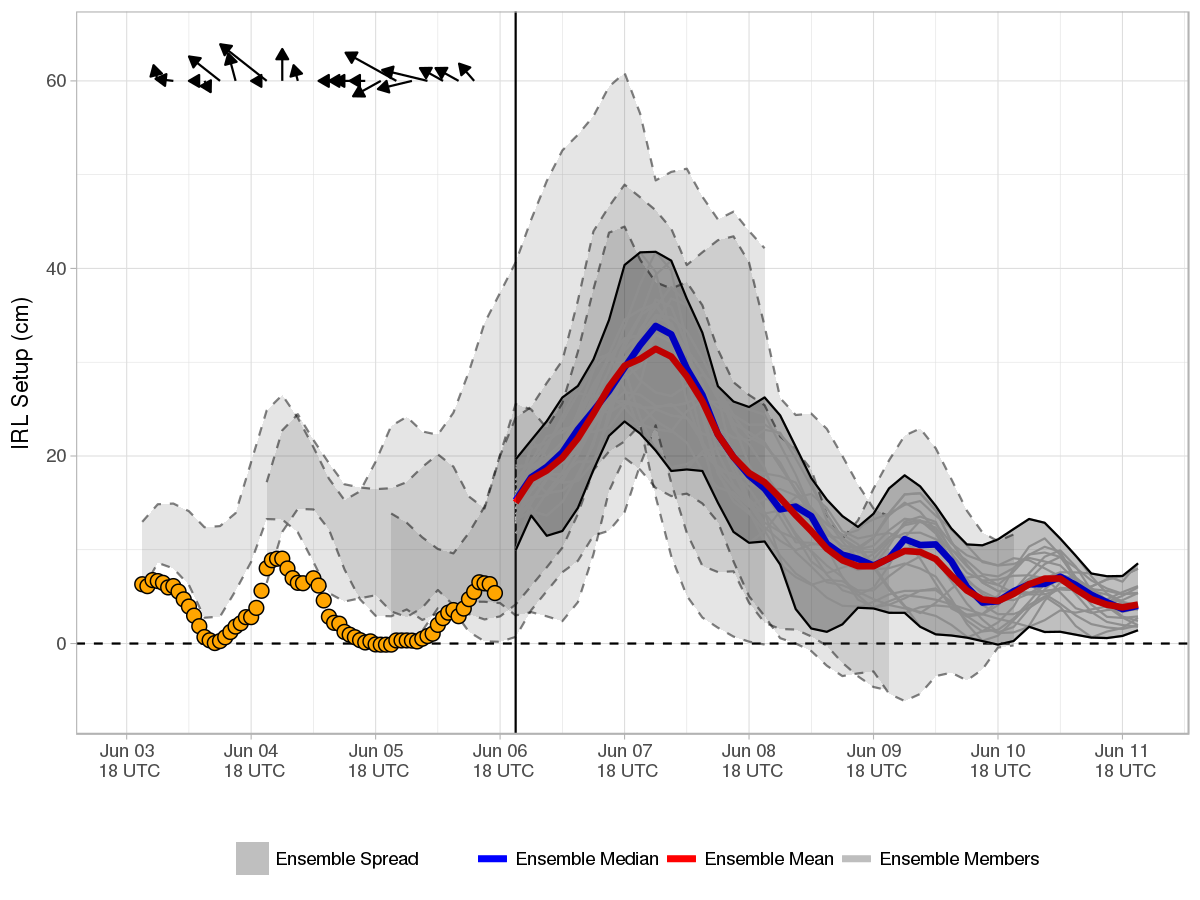 IRL Setup (cm)
60
40
20
0
Jun 03 Jun 04 Jun 05 Jun 06 Jun 07 Jun 08 Jun 09 Jun 10 Jun 11
18 UTC 18 UTC 18 UTC 18 UTC 18 UTC 18 UTC 18 UTC 18 UTC 18 UTC
Ensemble Spread Ensemble Median Ensemble Mean Ensemble Members